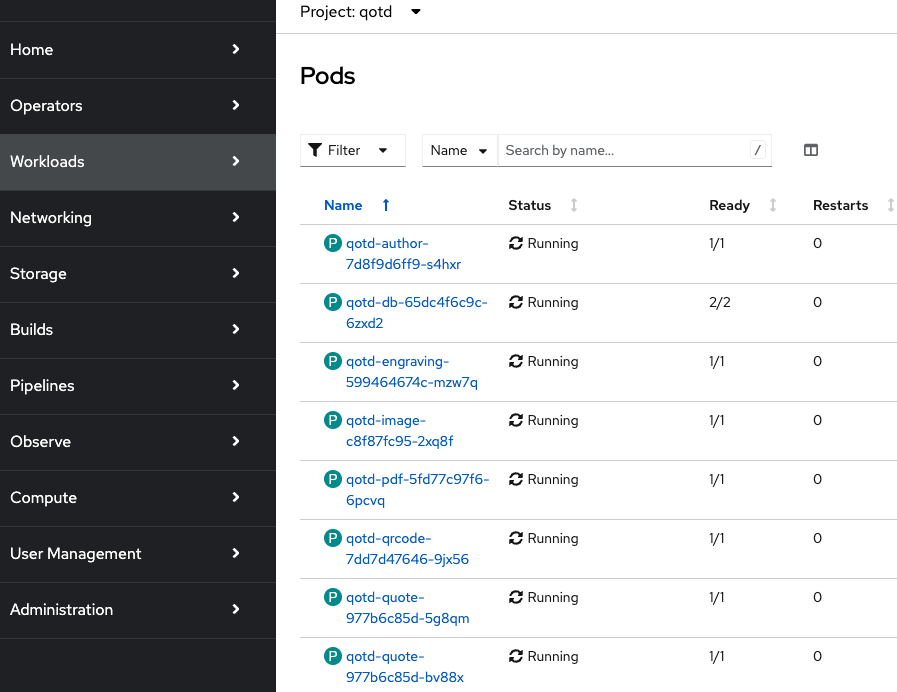 Project: qotd
Home
Operators
Workloads
Networking
Storage
Builds
Pipelines
Observe
Compute
User Management
Administration
Pods
Filter Name Search by name... /
Name Status Ready Restarts
P qotd-author- Running 1/1 0
7d8f9d6ff9-s4hxr
P qotd-db-65dc4f6c9c- Running 2/2 0
6zxd2
P qotd-engraving- Running 1/1 0
599464674c-mzw7q
P qotd-image- Running 1/1 0
c8f87fc95-2xq8f
P qotd-pdf-5fd77c97f6- Running 1/1 0
6pcvq
P qotd-qrcode- Running 1/1 0
7dd7d47646-9jx56
P qotd-quote- Running 1/1 0
977b6c85d-5g8qm
P qotd-quote- Running 1/1 0
977b6c85d-bv88x